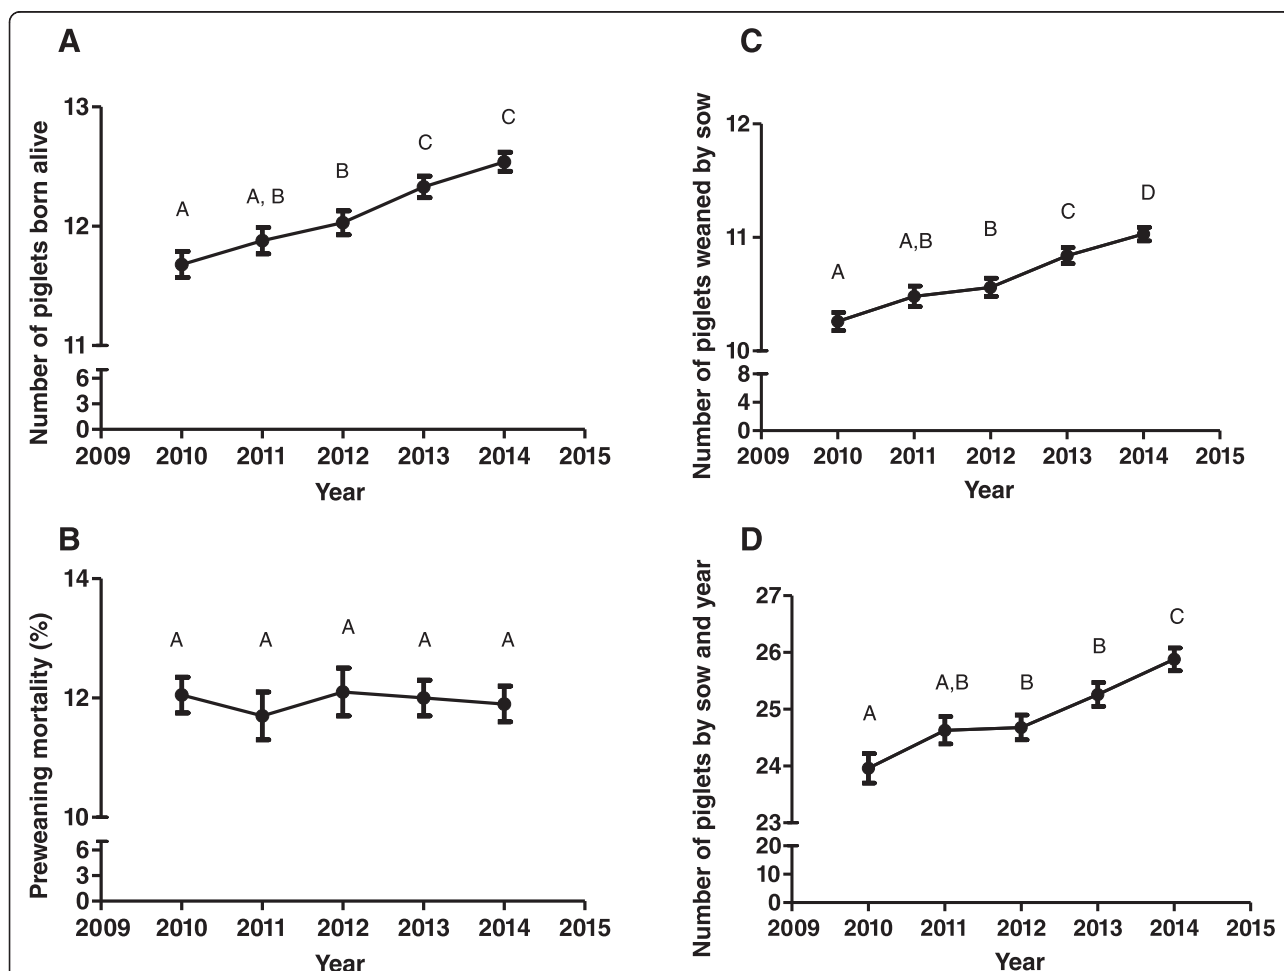 A
Number of piglets born alive
13
12
11
6
3
0
A
A, B
B
C
C
2009 2010 2011 2012 2013 2014 2015
Year
C
Number of piglets weaned by sow
12
11
10
8
4
0
A
A,B
B
C
D
2009 2010 2011 2012 2013 2014 2015
Year
B
Preweaning mortality (%)
14
12
10
6
3
0
A
A
A
A
A
2009 2010 2011 2012 2013 2014 2015
Year
D
Number of piglets by sow and year
27
26
25
24
23
20
10
0
A
A,B
B
B
C
2009 2010 2011 2012 2013 2014 2015
Year